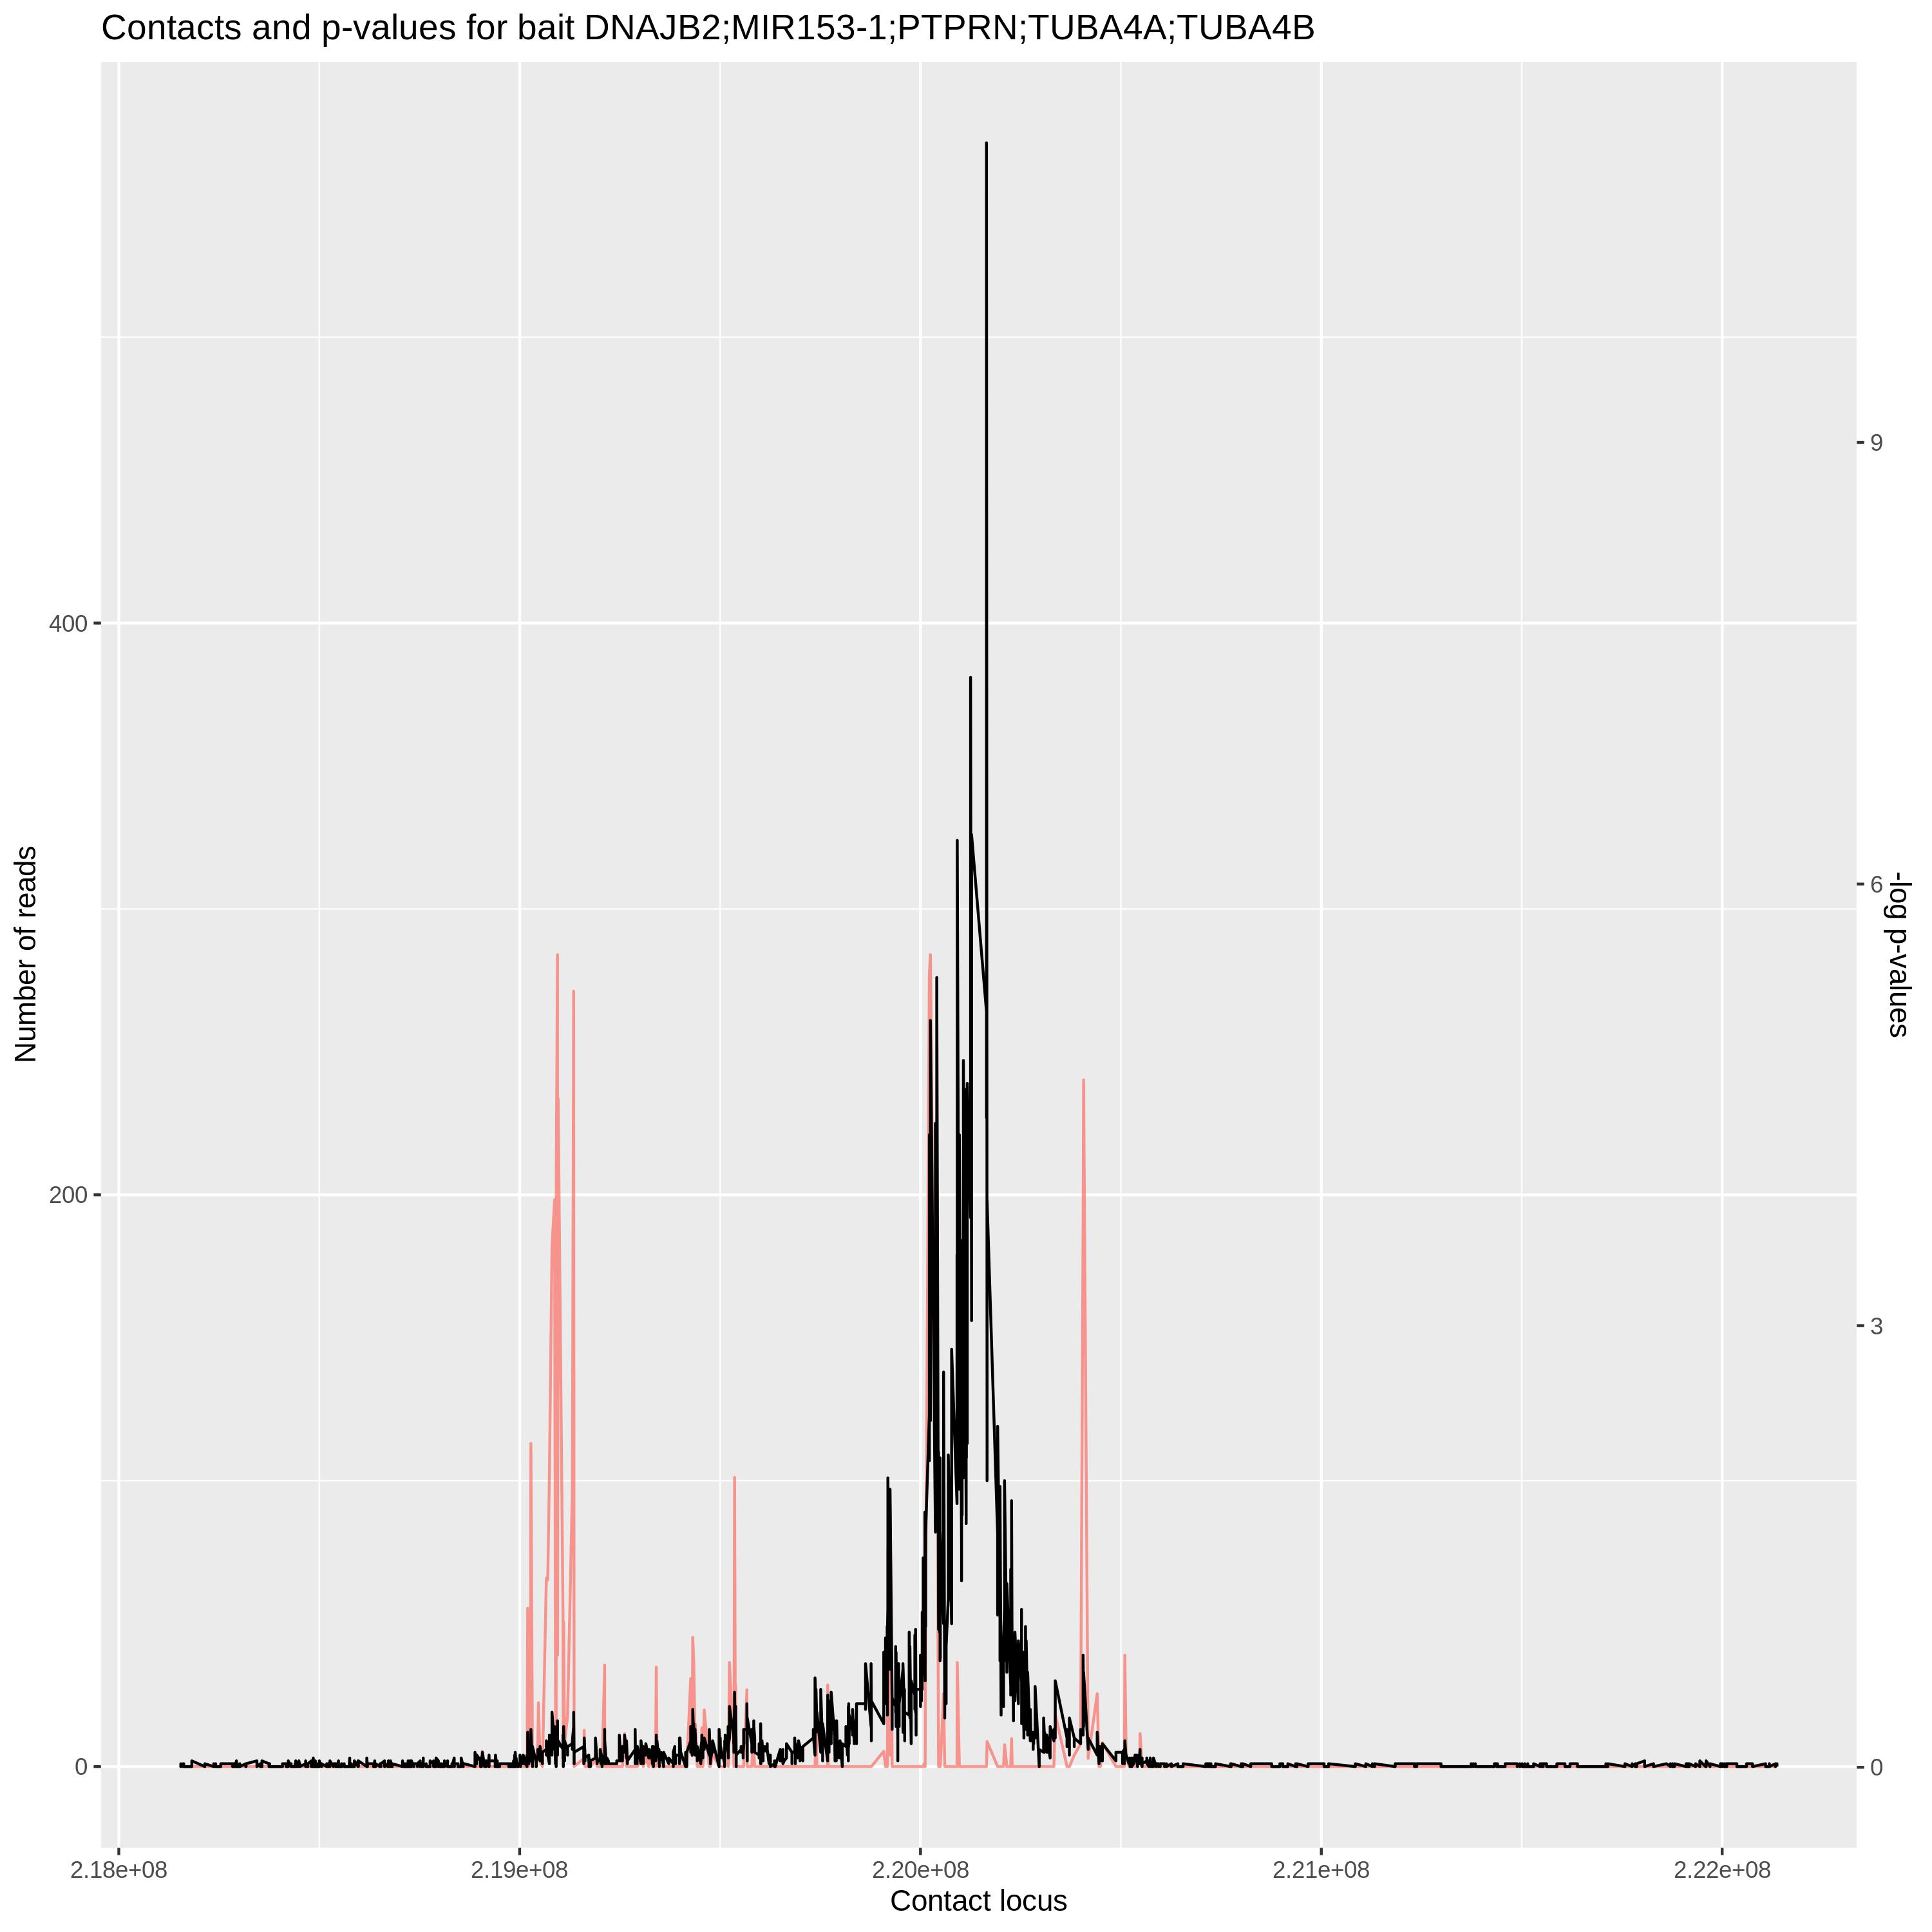 Contacts and p-values for bait DNAJB2;MIR153-1;PTPRN;TUBA4A;TUBA4B
Number of reads
400
200
0
9
6
3
0
-log p-values
2.18e+08
2.19e+08
2.20e+08
2.21e+08
2.22e+08
Contact locus